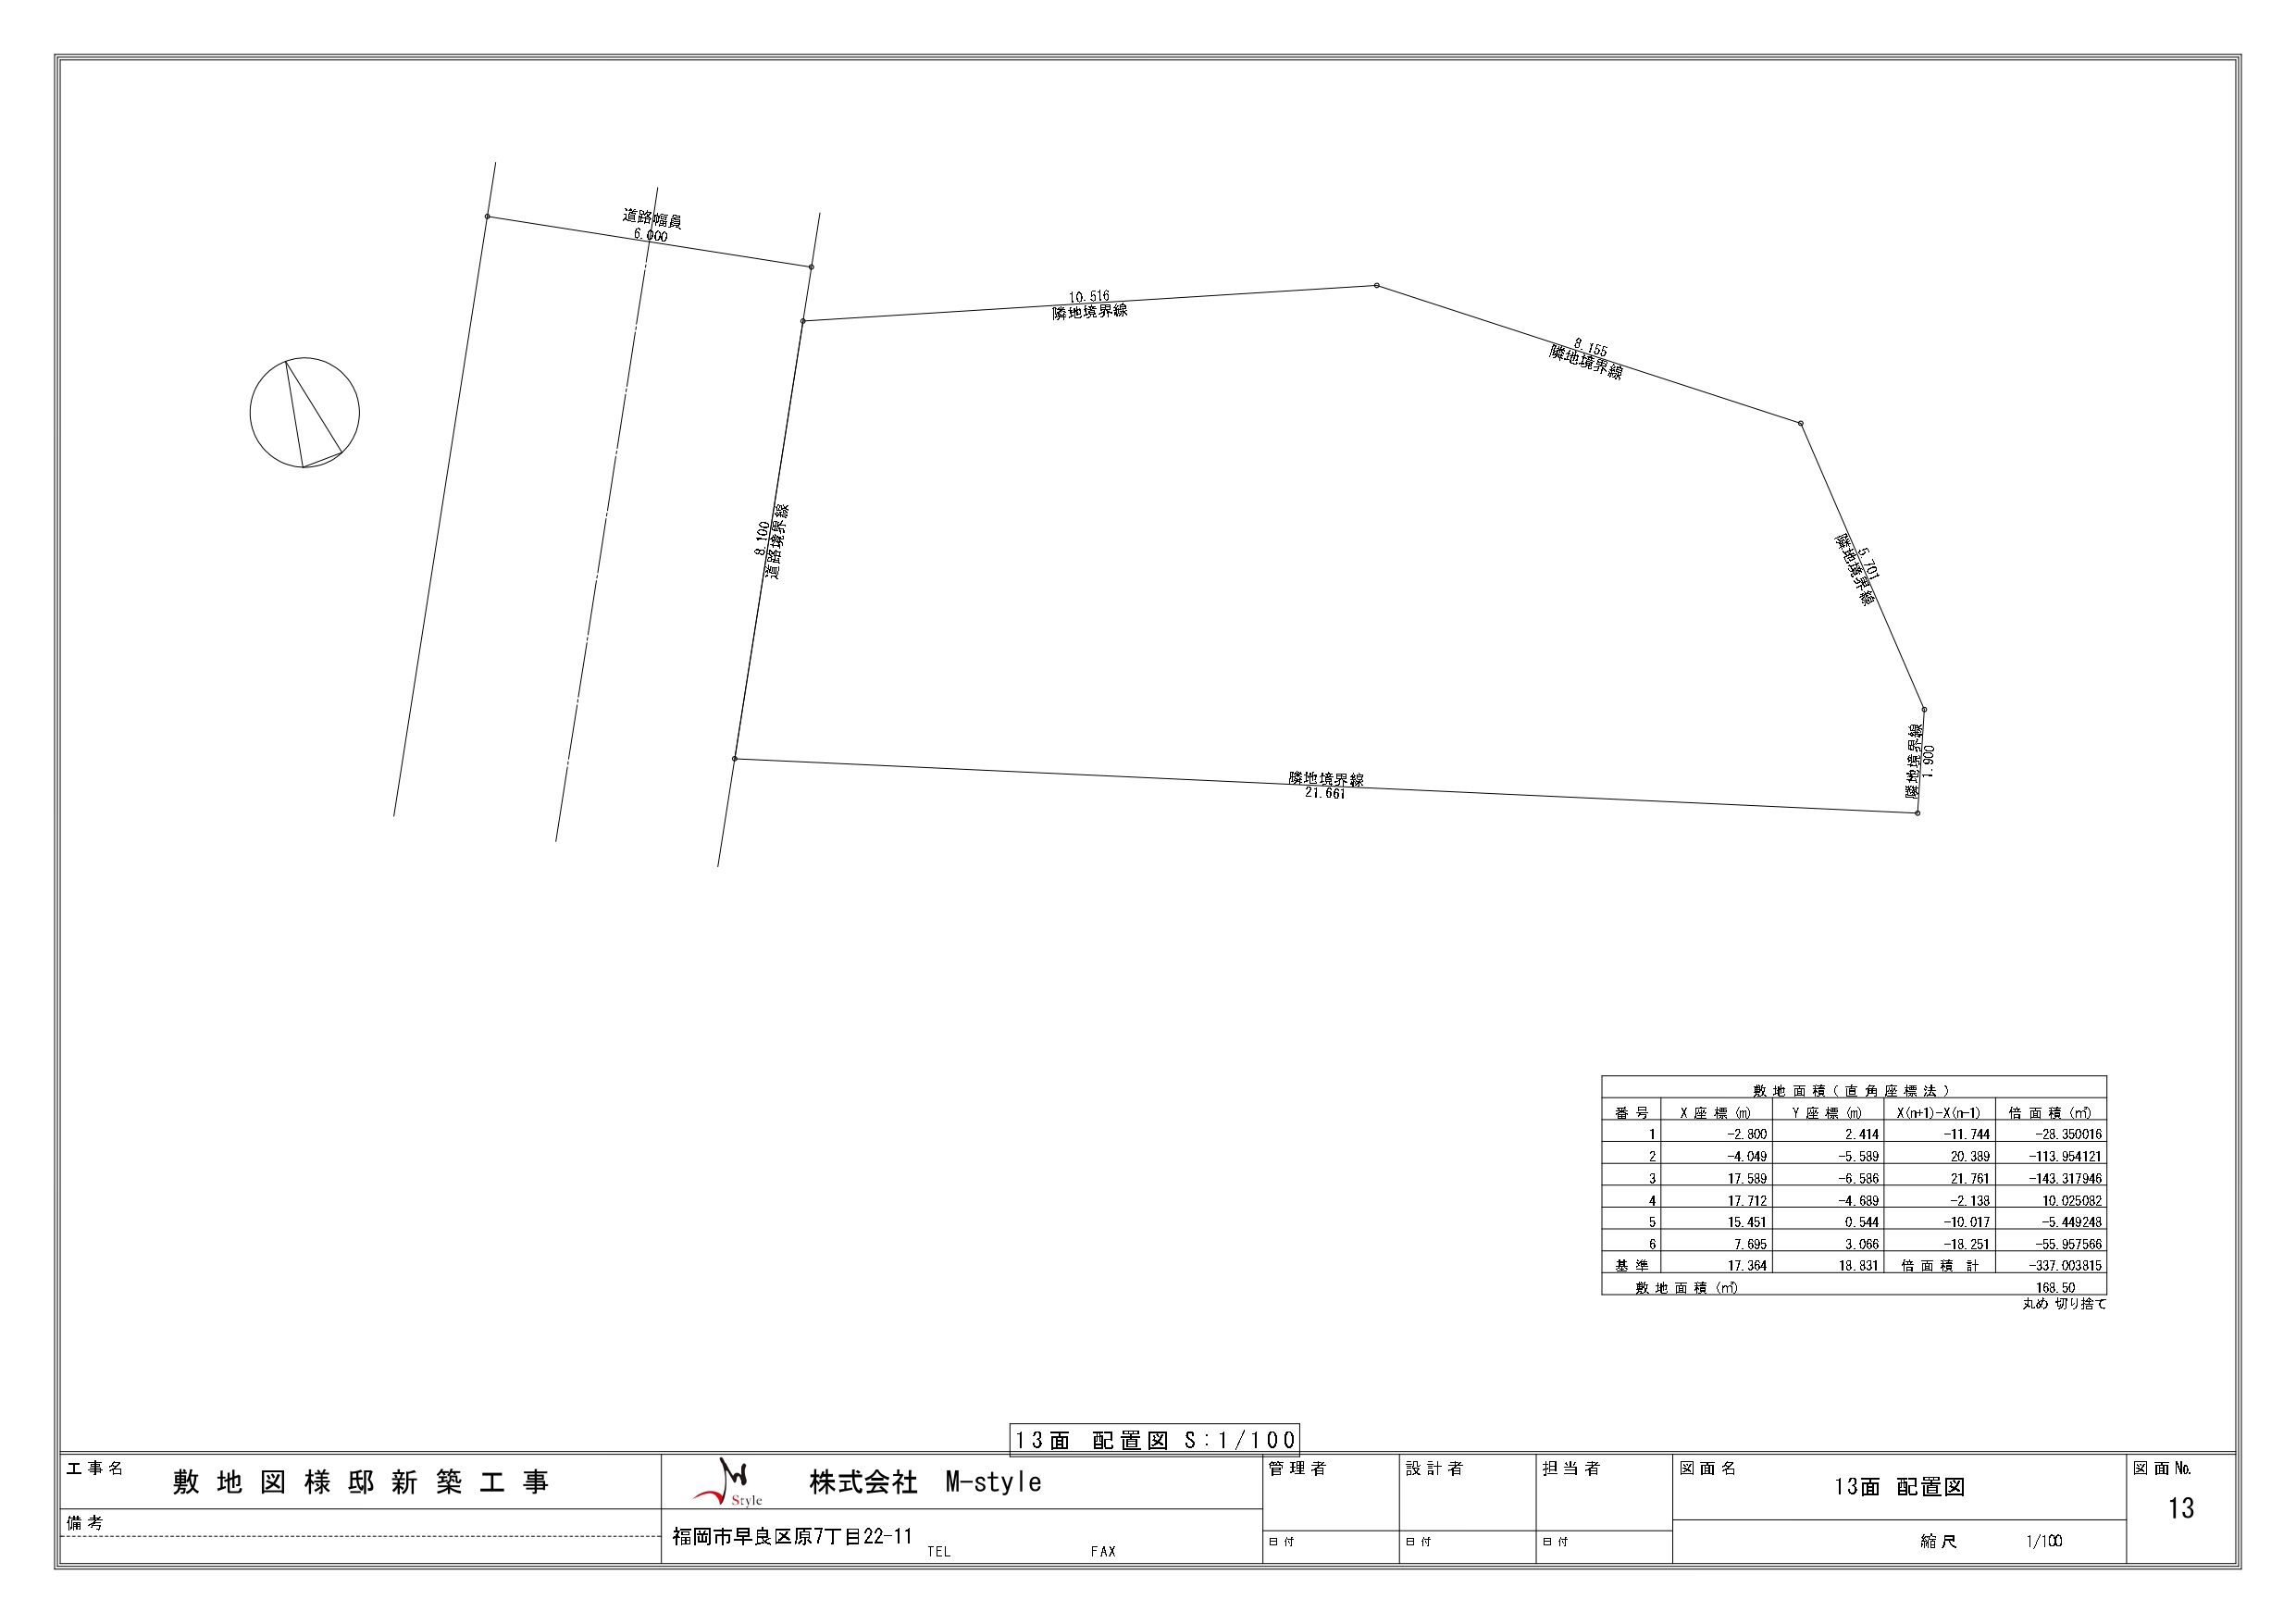 道路幅員
6.000
10.516
隣地境界線
8.155
隣地境界線
8.100
道路境界線
5.701
隣地境界線
隣地境界線
1.900
隣地境界線
21.661
敷地面積(直角座標法)
番号 X座標(m) Y座標(m) X(n+1)-X(n-1) 倍面積(㎡)
1 -2.800 2.414 -11.744 -28.350016
2 -4.049 -5.589 20.389 -113.954121
3 17.589 -6.586 21.761 -143.317946
4 17.712 -4.689 -2.138 10.025082
5 15.451 0.544 -10.017 -5.449248
6 7.695 3.066 -18.251 -55.957566
基準 17.364 18.831 倍面積 計 -337.003815
敷地面積(㎡) 168.50
丸め 切り捨て
13面 配置図 S:1/100
工事名 敷地図様邸新築工事
備考
Style 株式会社 M-style
福岡市早良区原7丁目22-11 TEL FAX
管理者 設計者 担当者
日付 日付 日付
図面名 13面 配置図
縮尺 1/100
図面№
13